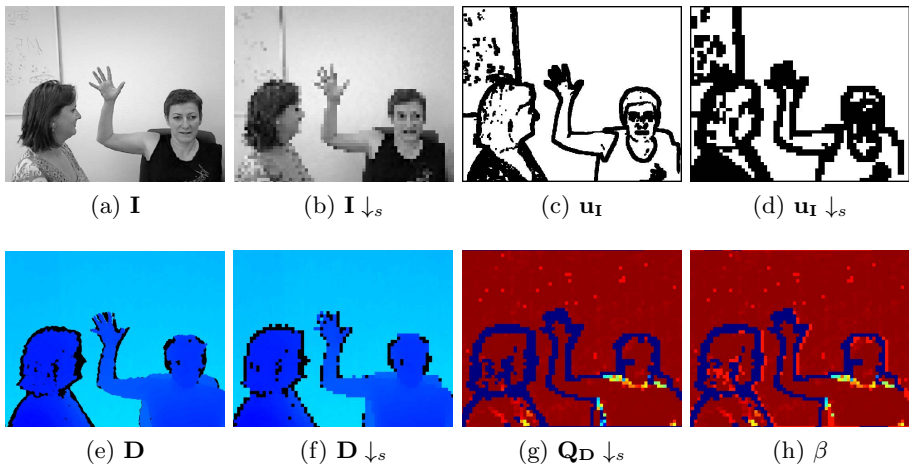 (a) I
(b) I ↓s
(c) uI
(d) uI ↓s
(e) D
(f) D ↓s
(g) QD ↓s
(h) β